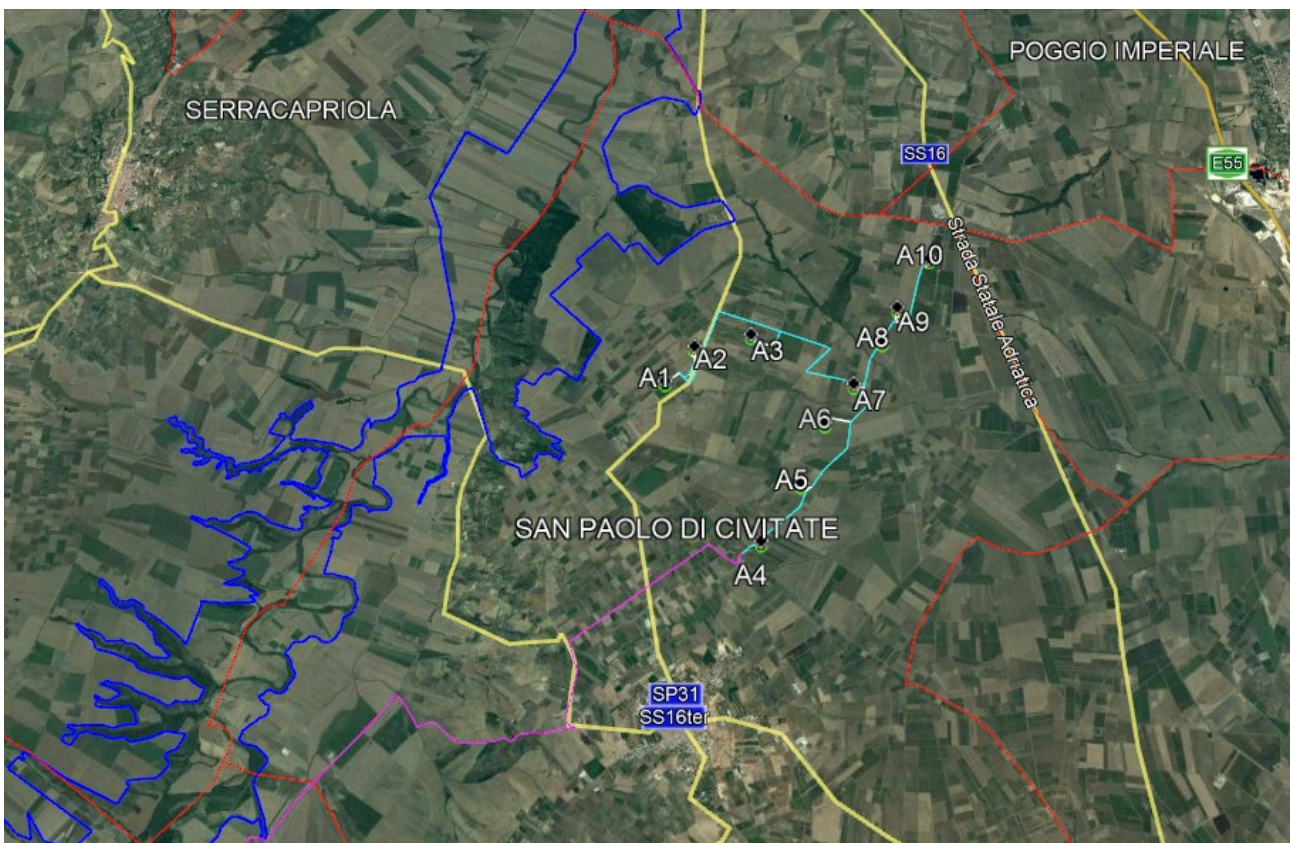 POGGIO IMPERIALE
SERRACAPRIOLA
SS16
E55
Strada Statale Adriatica
A10
A9
A8
A3
A2
A1
A7
A6
A5
SAN PAOLO DI CIVITATE
A4
SP31
SS16ter